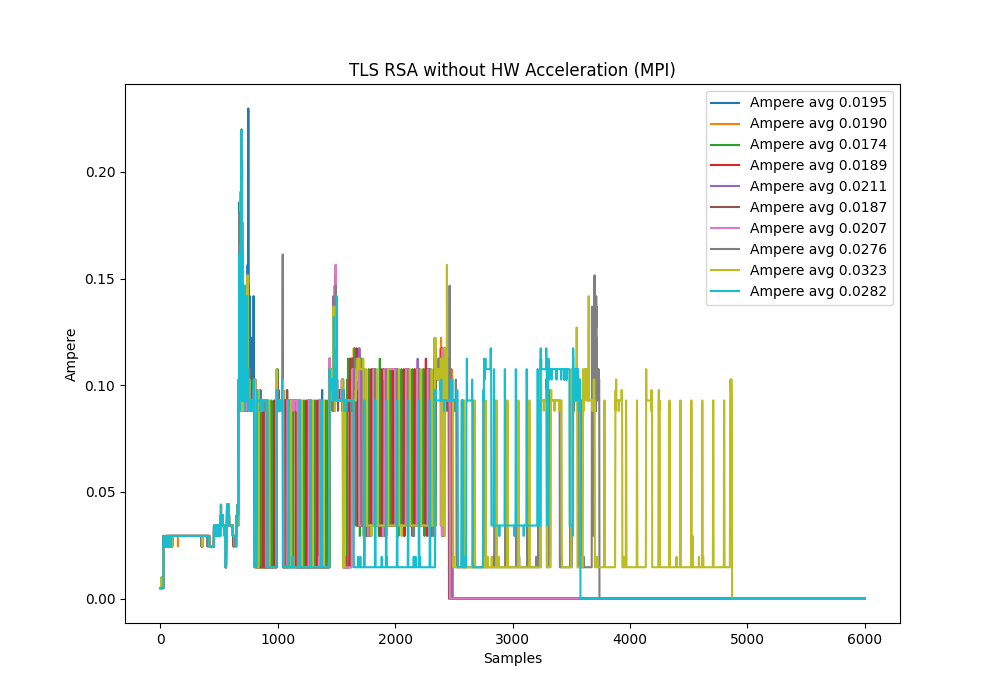 TLS RSA without HW Acceleration (MPI)
Ampere avg 0.0195
Ampere avg 0.0190
Ampere avg 0.0174
Ampere avg 0.0189
Ampere avg 0.0211
Ampere avg 0.0187
Ampere avg 0.0207
Ampere avg 0.0276
Ampere avg 0.0323
Ampere avg 0.0282
0.20
0.15
0.10
0.05
0.00
Ampere
0 1000 2000 3000 4000 5000 6000
Samples